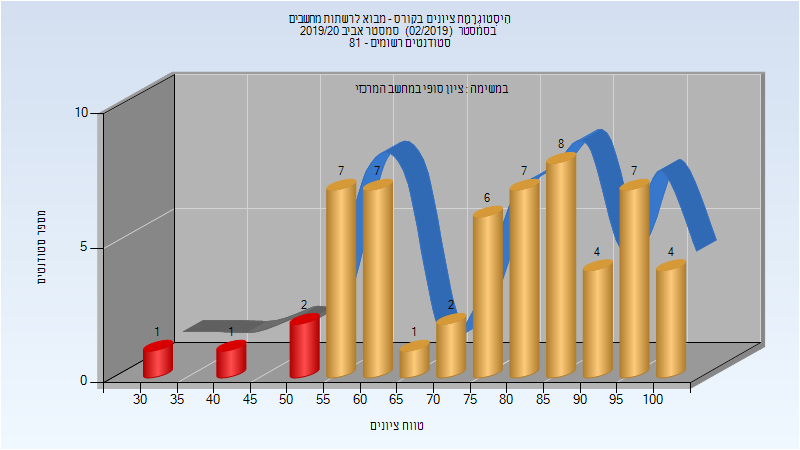 היסטוגרמת ציונים בקורס - מבוא לרשתות מחשבים
בסמסטר (02/2019) סמסטר אביב 2019/20
סטודנטים רשומים - 81
במשימה : ציון סופי במחשב המרכזי
מספר סטודנטים
10
5
0
1
1
2
7
7
1
2
6
7
8
4
7
4
30 35 40 45 50 55 60 65 70 75 80 85 90 95 100
טווח ציונים